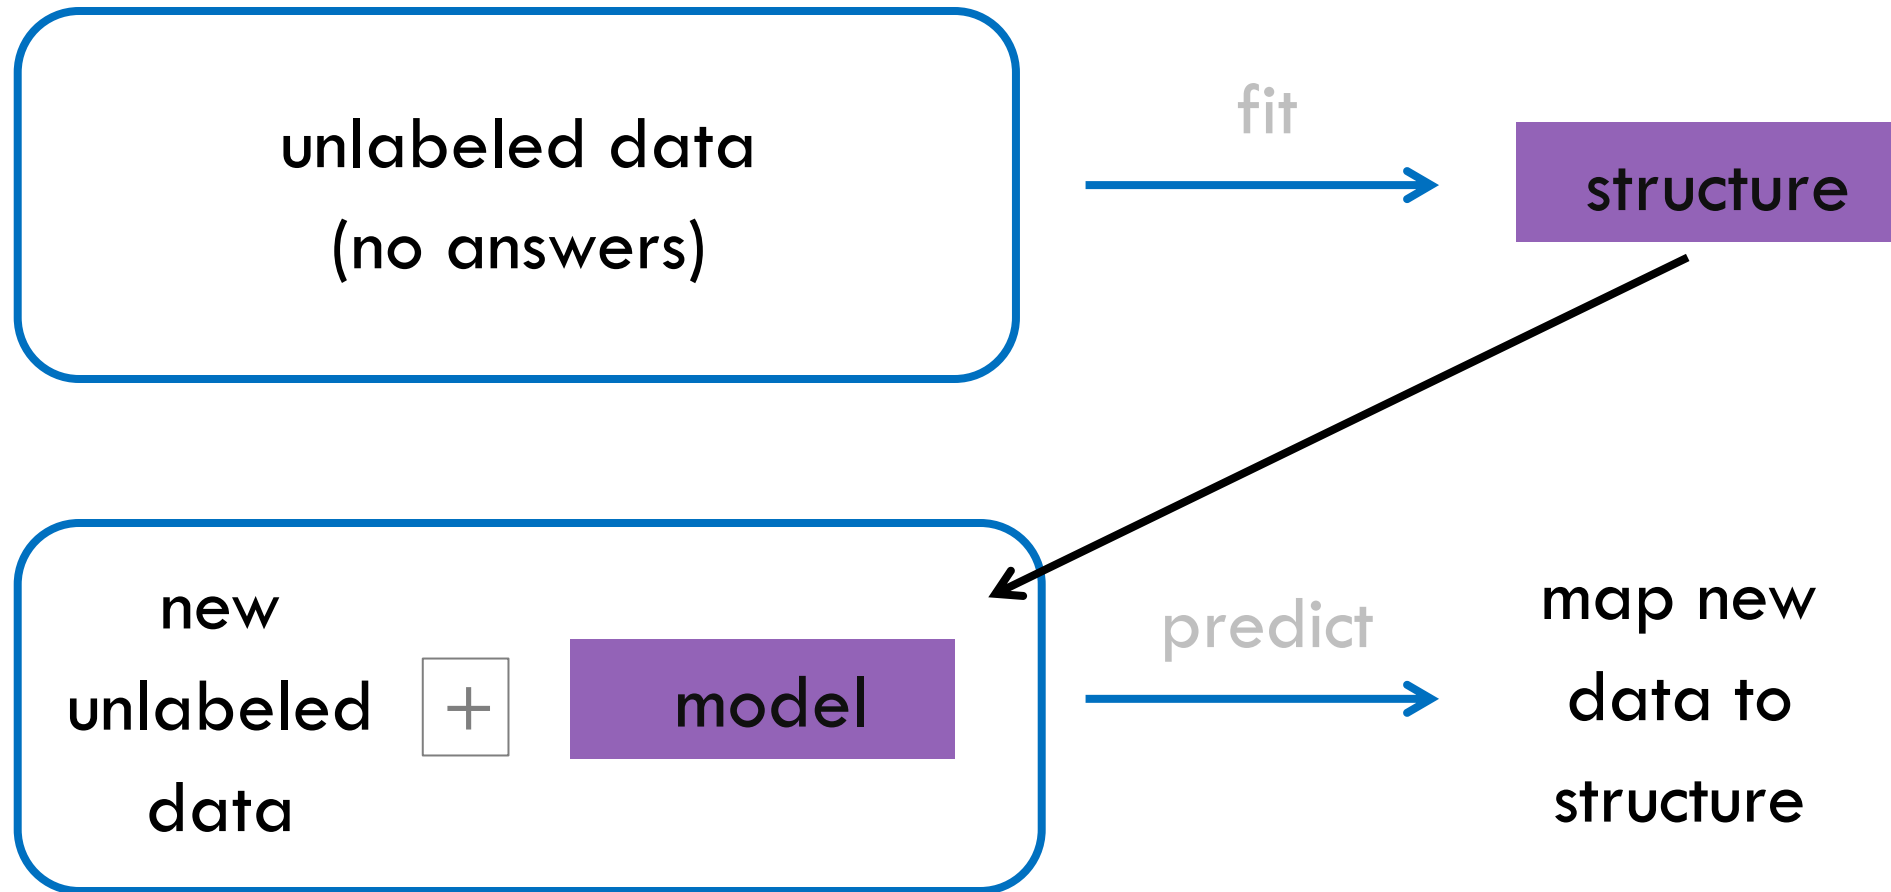 unlabeled data
(no answers)
fit
structure
new
unlabeled
data
+
model
predict
map new
data to
structure